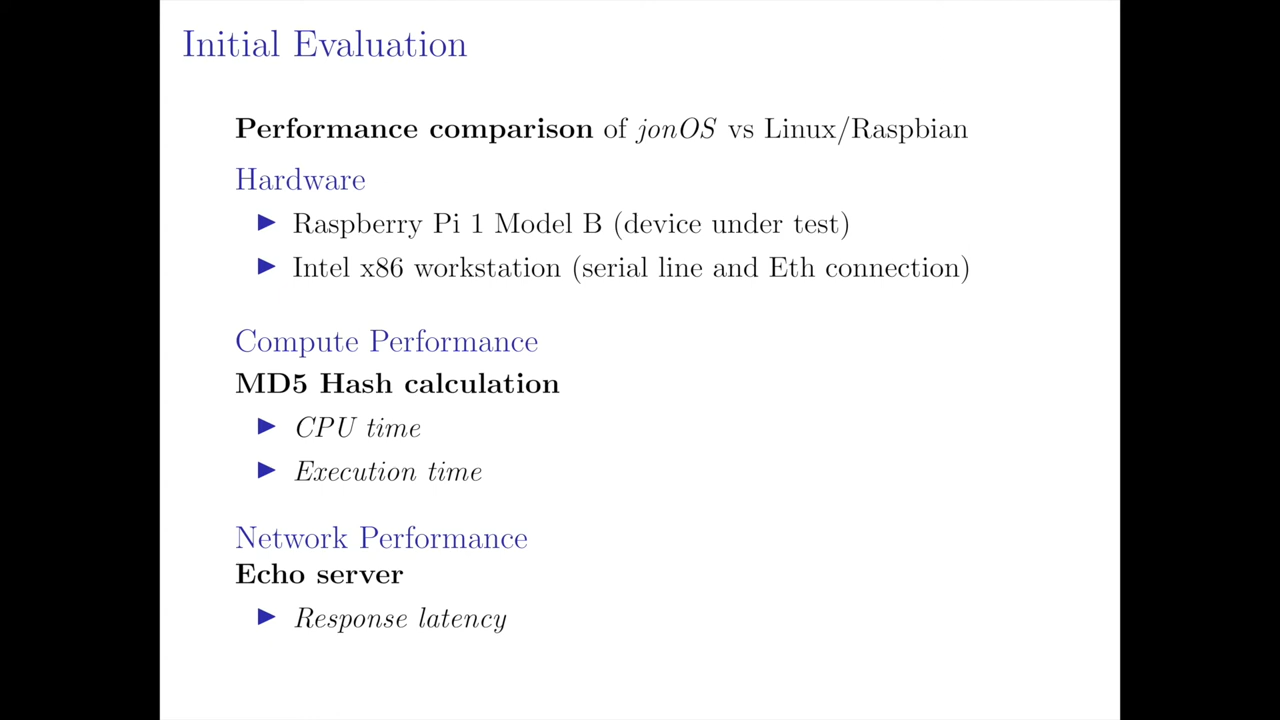 Initial Evaluation
Performance comparison of jonOS vs Linux/Raspbian
Hardware
▶ Raspberry Pi 1 Model B (device under test)
▶ Intel x86 workstation (serial line and Eth connection)
Compute Performance
MD5 Hash calculation
▶ CPU time
▶ Execution time
Network Performance
Echo server
▶ Response latency